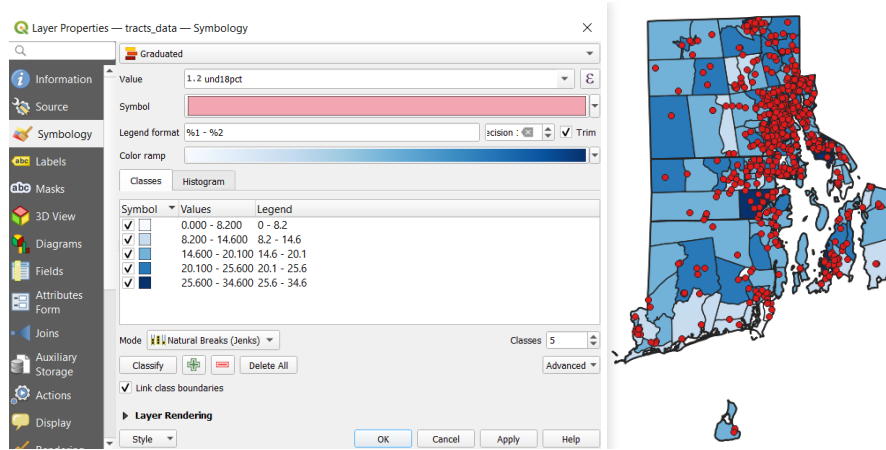 Layer Properties — tracts_data — Symbology
Information
Source
Symbology
abc Labels
abc Masks
3D View
Diagrams
Fields
Attributes
Form
Joins
Auxiliary
Storage
Actions
Display
Rendering
Graduated
Value 1.2 und18pct ε
Symbol
Legend format %1 - %2 ecision : Trim
Color ramp
Classes Histogram
Symbol Values Legend
0.000 - 8.200 0 - 8.2
8.200 - 14.600 8.2 - 14.6
14.600 - 20.100 14.6 - 20.1
20.100 - 25.600 20.1 - 25.6
25.600 - 34.600 25.6 - 34.6
Mode Natural Breaks (Jenks) Classes 5
Classify Delete All Advanced
Link class boundaries
Layer Rendering
Style OK Cancel Apply Help